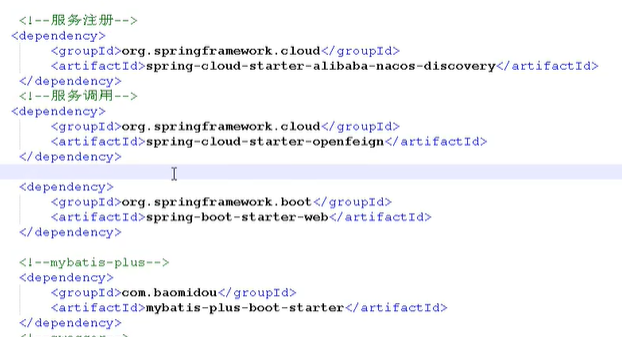 <!--服务注册-->
<dependency>
<groupId>org.springframework.cloud</groupId>
<artifactId>spring-cloud-starter-alibaba-nacos-discovery</artifactId>
</dependency>
<!--服务调用-->
<dependency>
<groupId>org.springframework.cloud</groupId>
<artifactId>spring-cloud-starter-openfeign</artifactId>
</dependency>
<dependency>
<groupId>org.springframework.boot</groupId>
<artifactId>spring-boot-starter-web</artifactId>
</dependency>
<!--mybatis-plus-->
<dependency>
<groupId>com.baomidou</groupId>
<artifactId>mybatis-plus-boot-starter</artifactId>
</dependency>